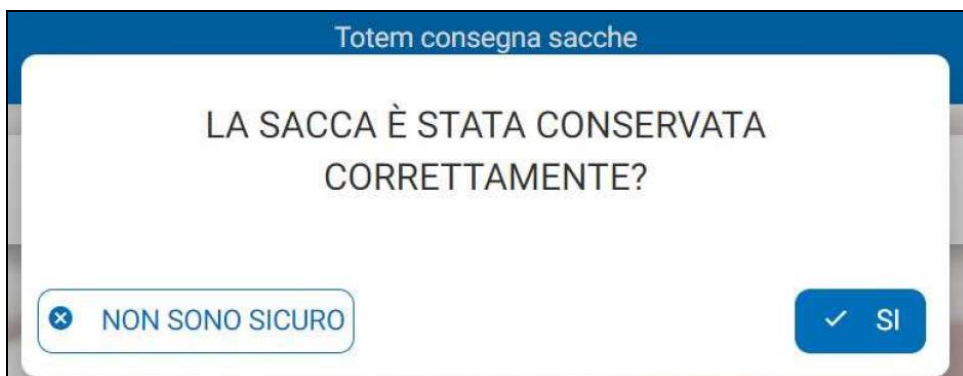 Totem consegna sacche
LA SACCA È STATA CONSERVATA
CORRETTAMENTE?
NON SONO SICURO
SI